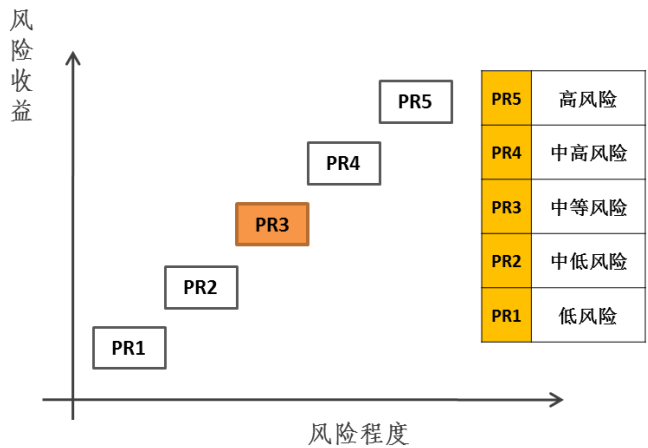 风
险
收
益
PR5
PR4
PR3
PR2
PR1
风险程度
PR5 高风险
PR4 中高风险
PR3 中等风险
PR2 中低风险
PR1 低风险